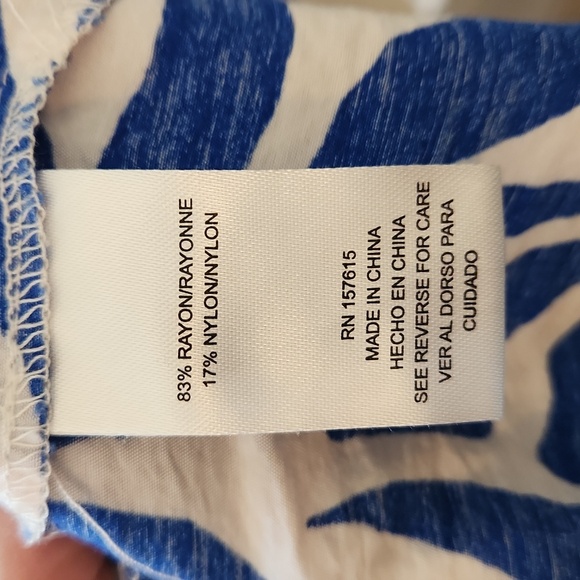 83% RAYON/RAYONNE
17% NYLON/NYLON
RN 157615
MADE IN CHINA
HECHO EN CHINA
SEE REVERSE FOR CARE
VER AL DORSO PARA
CUIDADO